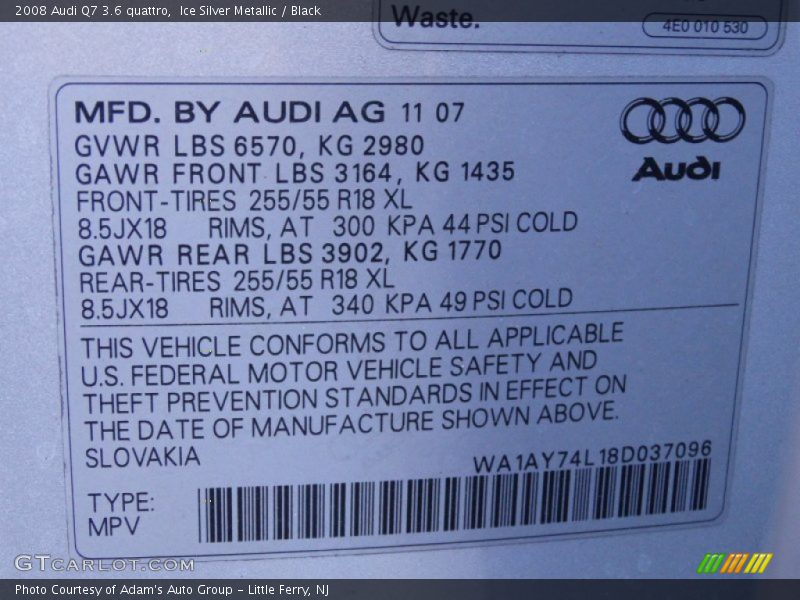 2008 Audi Q7 3.6 quattro,  Ice Silver Metallic / Black
Waste.
4E0 010 530
MFD. BY AUDI AG 11 07
GVWR LBS 6570, KG 2980
GAWR FRONT LBS 3164, KG 1435
FRONT-TIRES 255/55 R18 XL
8.5JX18 RIMS, AT 300 KPA 44 PSI COLD
GAWR REAR LBS 3902, KG 1770
REAR-TIRES 255/55 R18 XL
8.5JX18 RIMS, AT 340 KPA 49 PSI COLD
Audi
THIS VEHICLE CONFORMS TO ALL APPLICABLE
U.S. FEDERAL MOTOR VEHICLE SAFETY AND
THEFT PREVENTION STANDARDS IN EFFECT ON
THE DATE OF MANUFACTURE SHOWN ABOVE.
SLOVAKIA WA1AY74L18D037096
TYPE:
MPV
GTcarlot.com
Photo Courtesy of Adam's Auto Group – Little Ferry, NJ